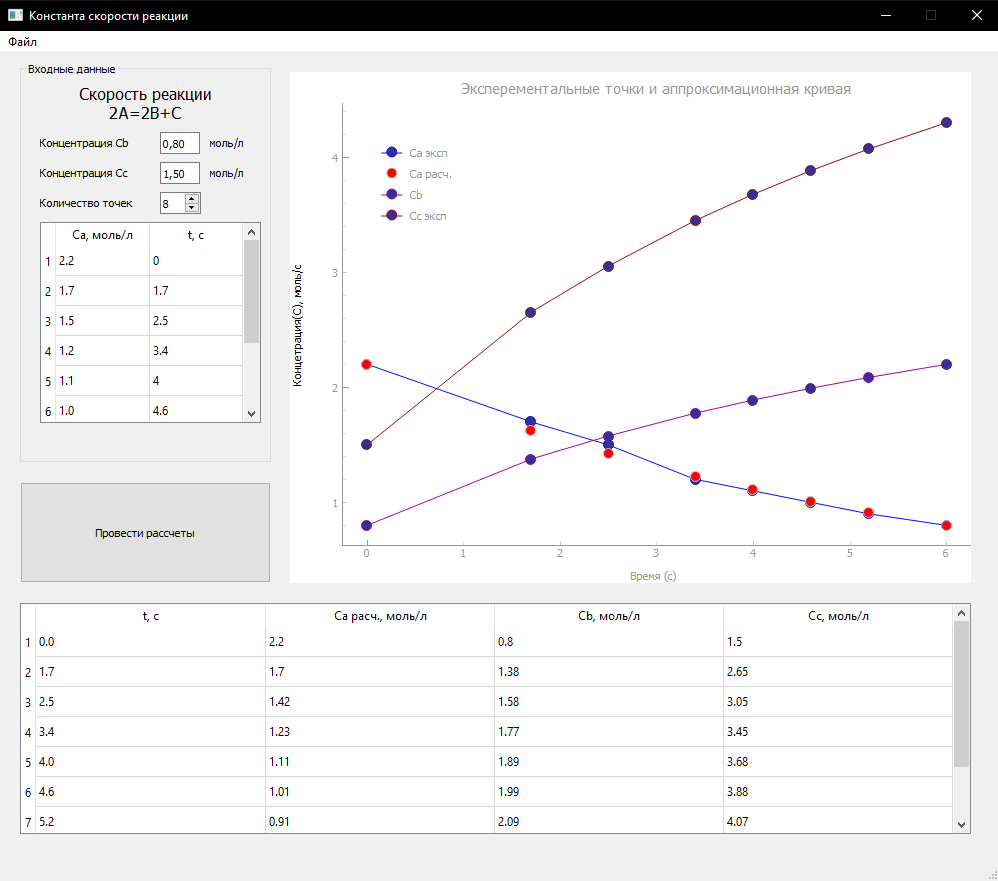 Константа скорости реакции
Файл
Входные данные
Скорость реакции
2A=2B+C
Концентрация Cb 0,80 моль/л
Концентрация Cc 1,50 моль/л
Количество точек 8
Ca, моль/л t, c
1 2.2 0
2 1.7 1.7
3 1.5 2.5
4 1.2 3.4
5 1.1 4
6 1.0 4.6
Провести рассчеты
Эксперементальные точки и аппроксимационная кривая
Ca эксп
Ca расч.
Cb
Cc эксп
4
3
2
1
0 1 2 3 4 5 6
Концетрация(C), моль/с
Время (с)
t, c Ca расч., моль/л Cb, моль/л Cc, моль/л
1 0.0 2.2 0.8 1.5
2 1.7 1.7 1.38 2.65
3 2.5 1.42 1.58 3.05
4 3.4 1.23 1.77 3.45
5 4.0 1.11 1.89 3.68
6 4.6 1.01 1.99 3.88
7 5.2 0.91 2.09 4.07